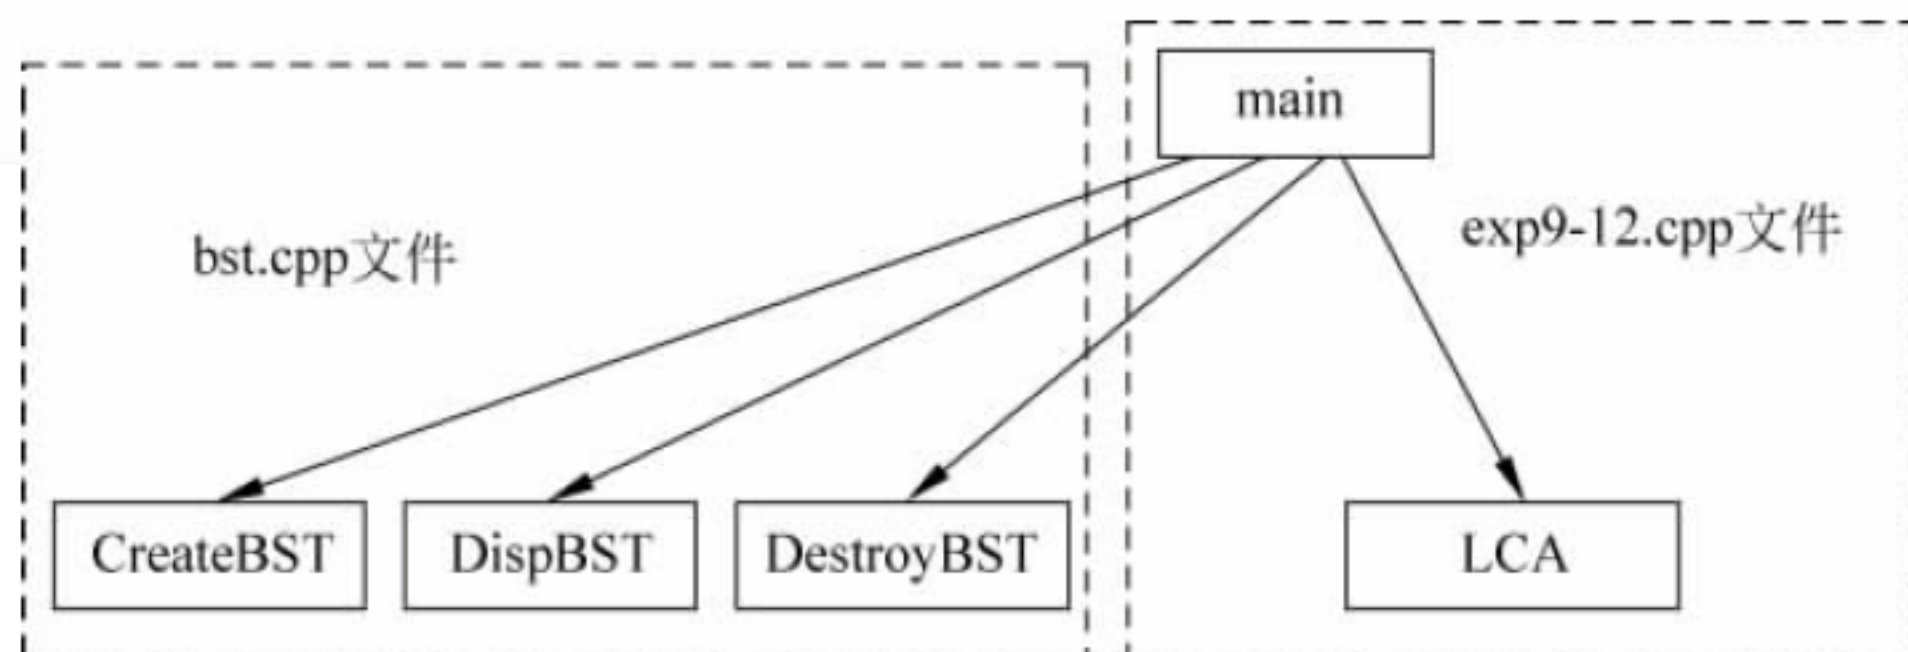 main
exp9-12.cpp文件
bst.cpp文件
CreateBST
DispBST
DestroyBST
LCA